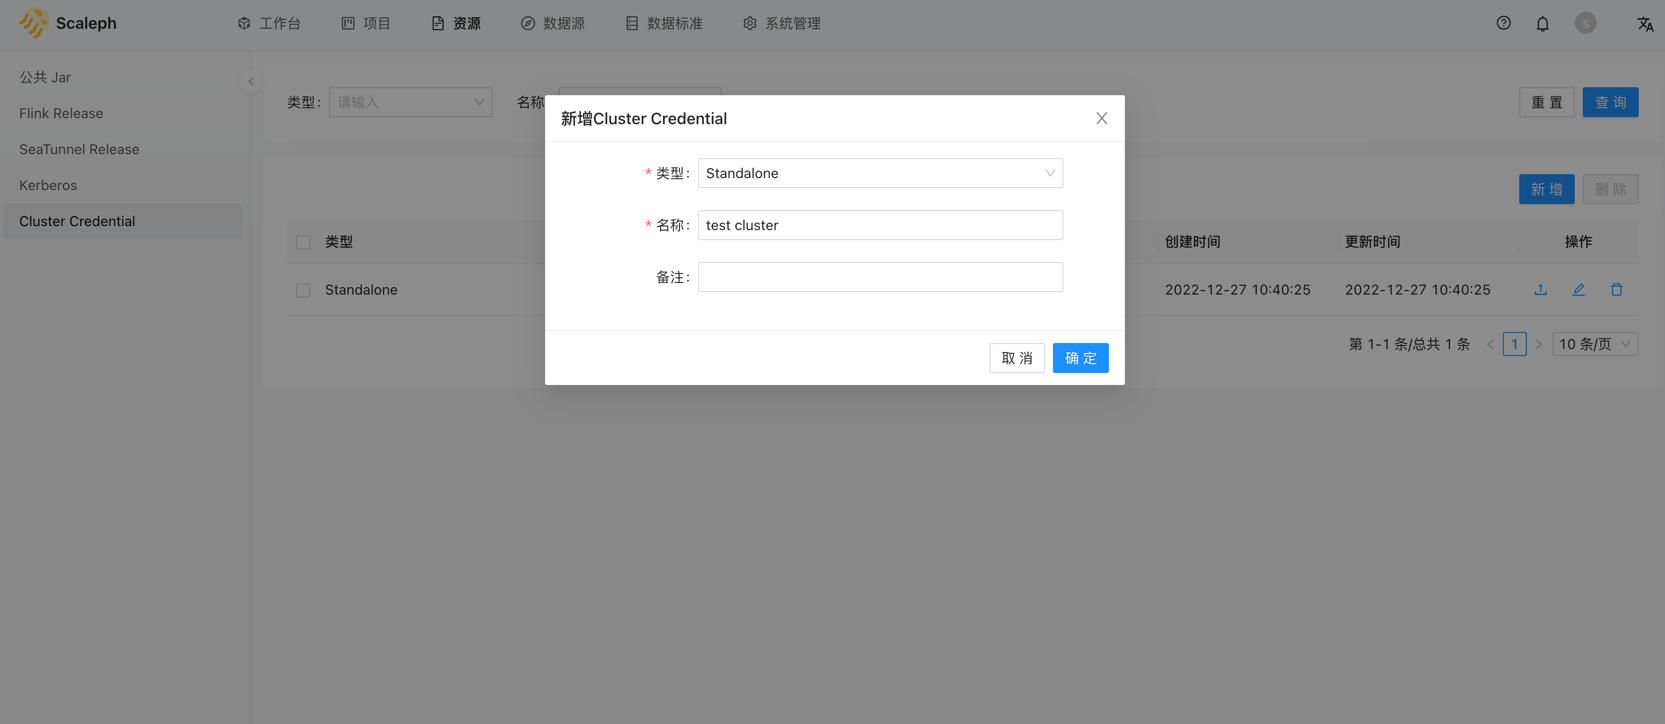 Scaleph 工作台 项目 资源 数据源 数据标准 系统管理 S
公共 Jar
Flink Release
SeaTunnel Release
Kerberos
Cluster Credential
类型: 请输入 名称 重 置 查 询
新增Cluster Credential
* 类型: Standalone
* 名称: test cluster
备注:
取 消 确 定
新 增 删 除
类型 创建时间 更新时间 操作
Standalone 2022-12-27 10:40:25 2022-12-27 10:40:25
第 1-1 条/总共 1 条 < 1 > 10 条/页